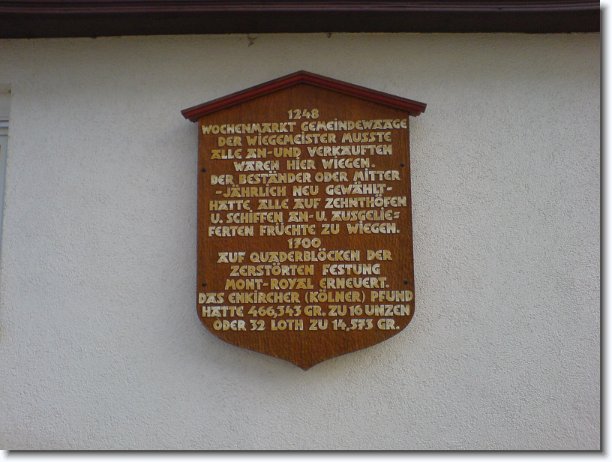 1248
WOCHENMARKT GEMEINDEWAAGE
DER WIEGEMEISTER MUSSTE
ALLE AN-UND VERKAUFTEN
WAREN HIER WIEGEN.
DER BESTÄNDER ODER MITTER
-JÄHRLICH NEU GEWÄHLT-
HATTE ALLE AUF ZEHNTHÖFEN
U. SCHIFFEN AN-U. AUSGELIE=
FERTEN FRÜCHTE ZU WIEGEN.
1700
AUF QUADERBLÖCKEN DER
ZERSTÖRTEN FESTUNG
MONT-ROYAL ERNEUERT.
DAS ENKIRCHER (KÖLNER) PFUND
HATTE 466,343 GR. ZU 16 UNZEN
ODER 32 LOTH ZU 14,573 GR.